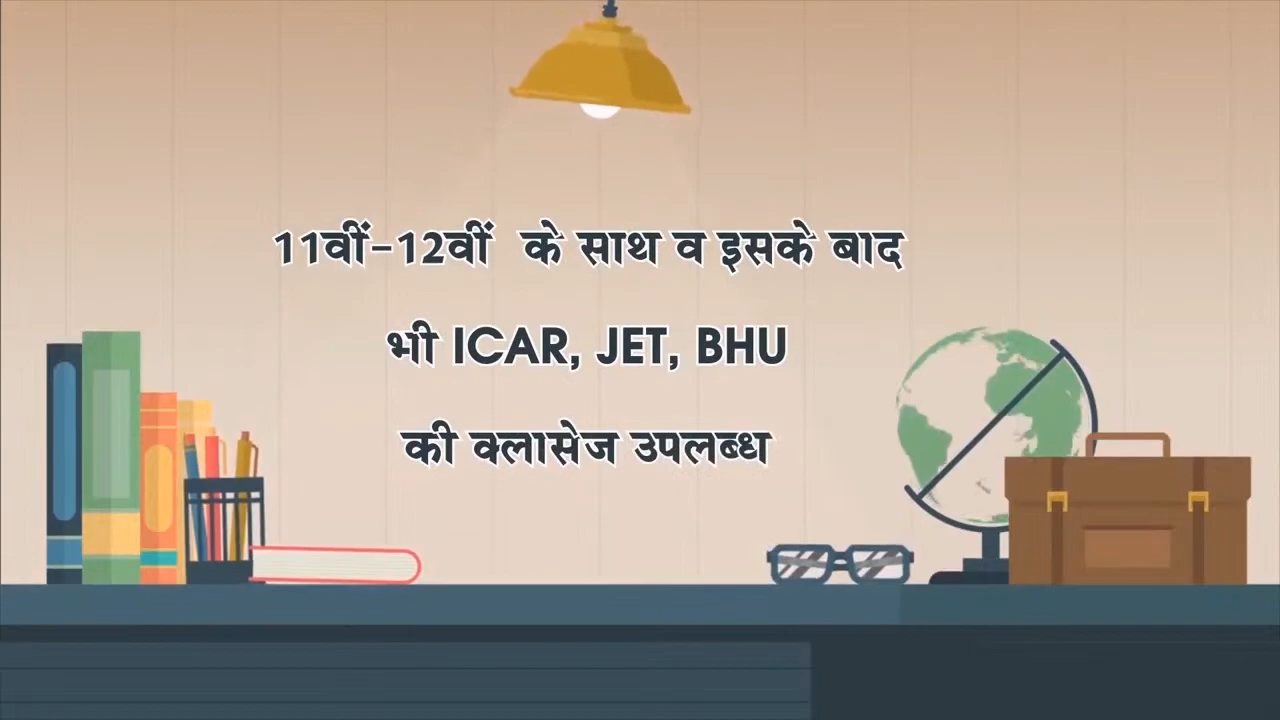 11वीं-12वीं के साथ व इसके बाद
भी ICAR, JET, BHU
की क्लासेज उपलब्ध